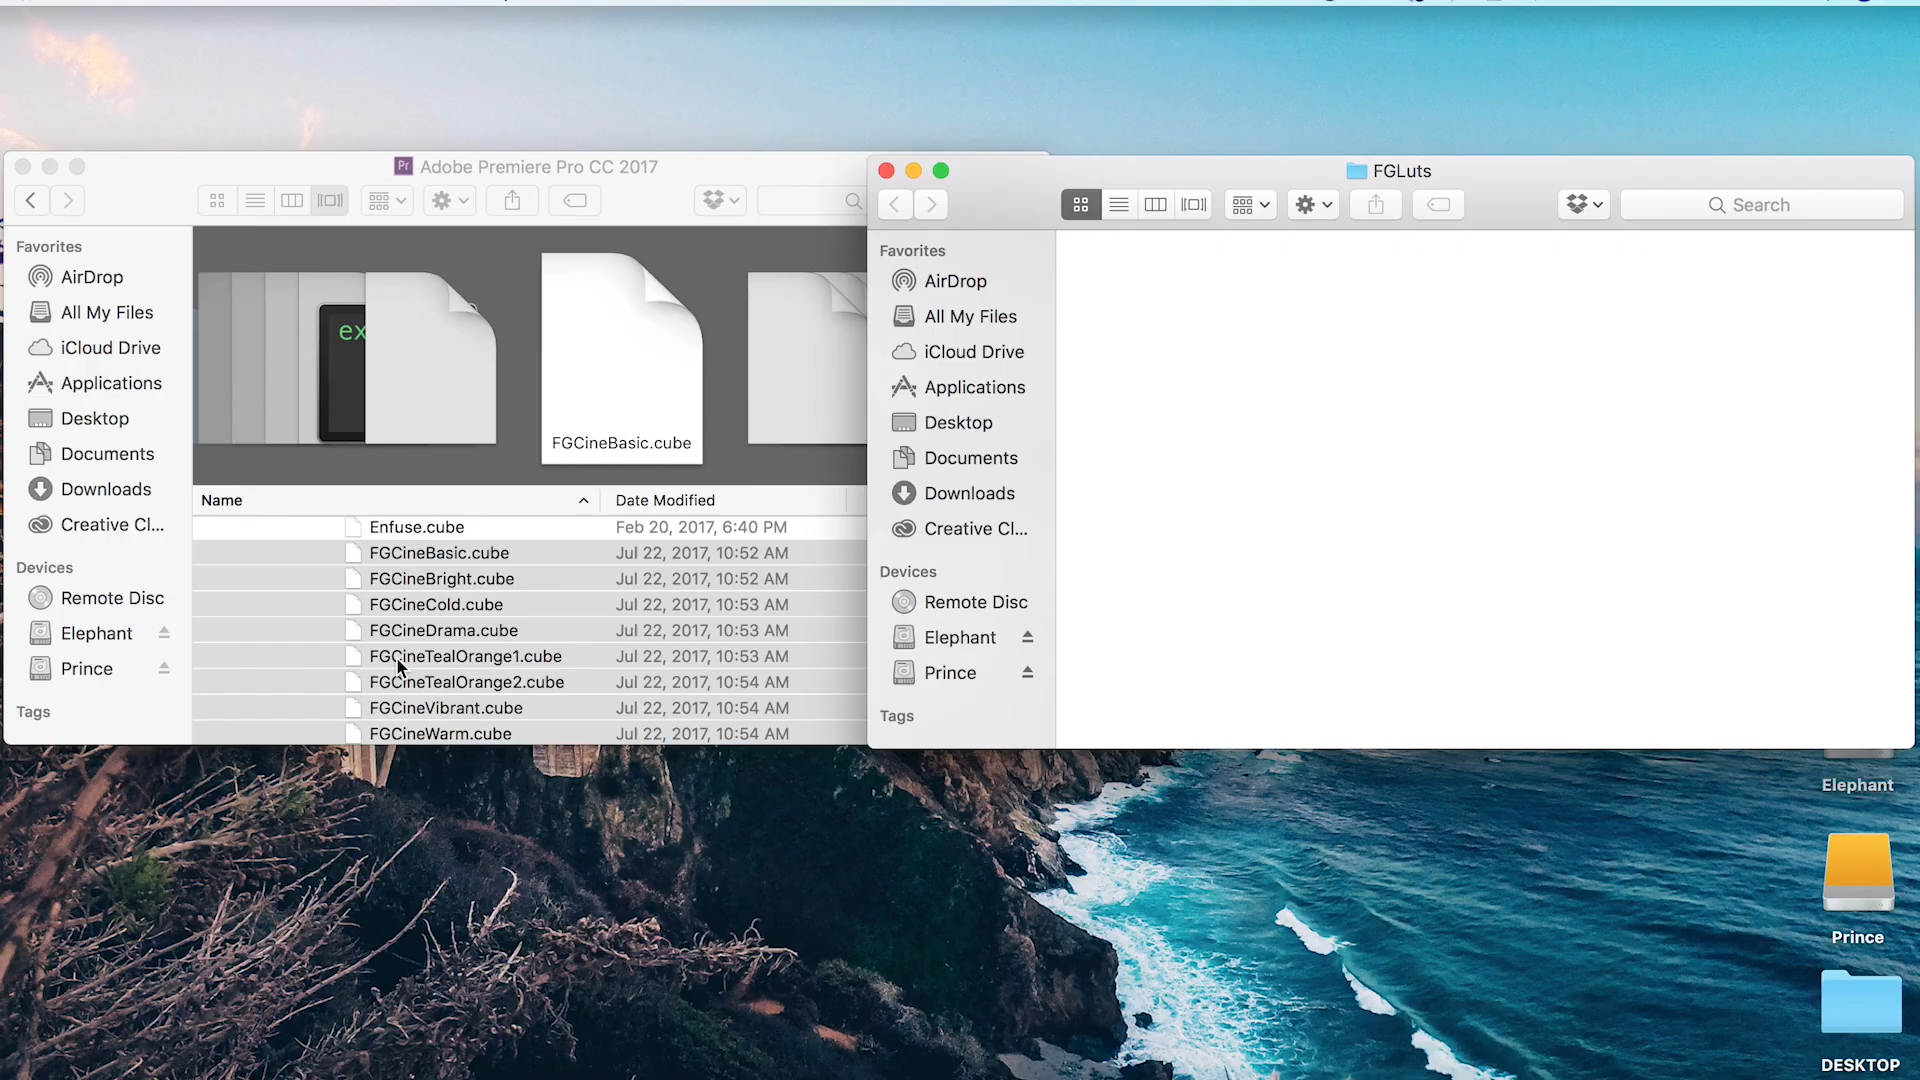 Pr Adobe Premiere Pro CC 2017
Favorites
AirDrop
All My Files
iCloud Drive
Applications
Desktop
Documents
Downloads
Creative Cl...
Devices
Remote Disc
Elephant
Prince
Tags
ex
FGCineBasic.cube
Name Date Modified
Enfuse.cube Feb 20, 2017, 6:40 PM
FGCineBasic.cube Jul 22, 2017, 10:52 AM
FGCineBright.cube Jul 22, 2017, 10:52 AM
FGCineCold.cube Jul 22, 2017, 10:53 AM
FGCineDrama.cube Jul 22, 2017, 10:53 AM
FGCineTealOrange1.cube Jul 22, 2017, 10:53 AM
FGCineTealOrange2.cube Jul 22, 2017, 10:54 AM
FGCineVibrant.cube Jul 22, 2017, 10:54 AM
FGCineWarm.cube Jul 22, 2017, 10:54 AM
FGLuts
Search
Favorites
AirDrop
All My Files
iCloud Drive
Applications
Desktop
Documents
Downloads
Creative Cl...
Devices
Remote Disc
Elephant
Prince
Tags
Elephant
Prince
DESKTOP